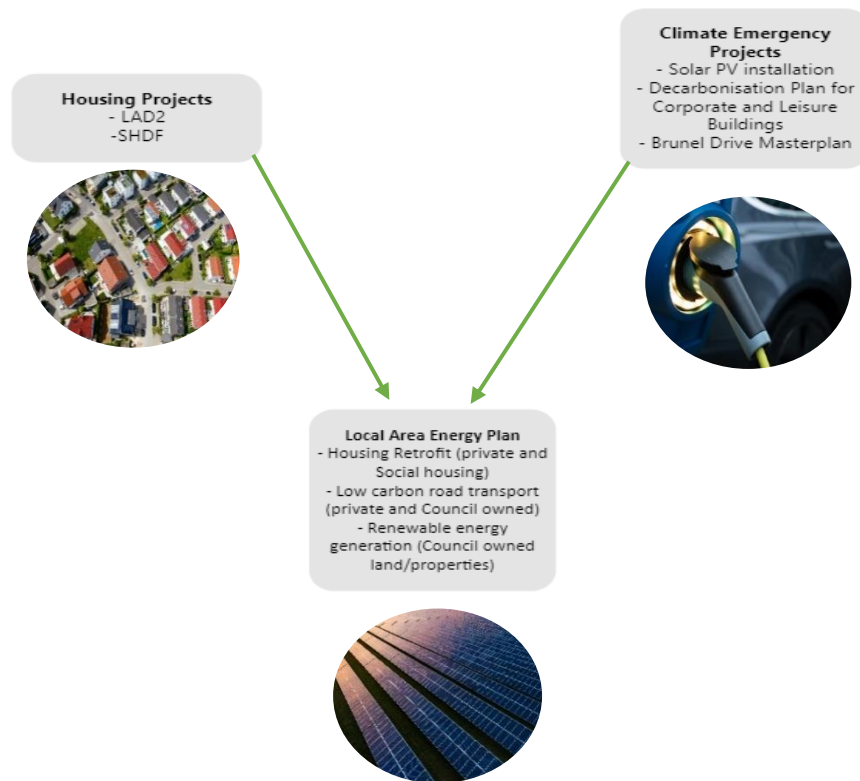 Housing Projects
- LAD2
-SHDF
Climate Emergency
Projects
- Solar PV installation
- Decarbonisation Plan for
Corporate and Leisure
Buildings
- Brunel Drive Masterplan
Local Area Energy Plan
- Housing Retrofit (private and
Social housing)
- Low carbon road transport
(private and Council owned)
- Renewable energy
generation (Council owned
land/properties)